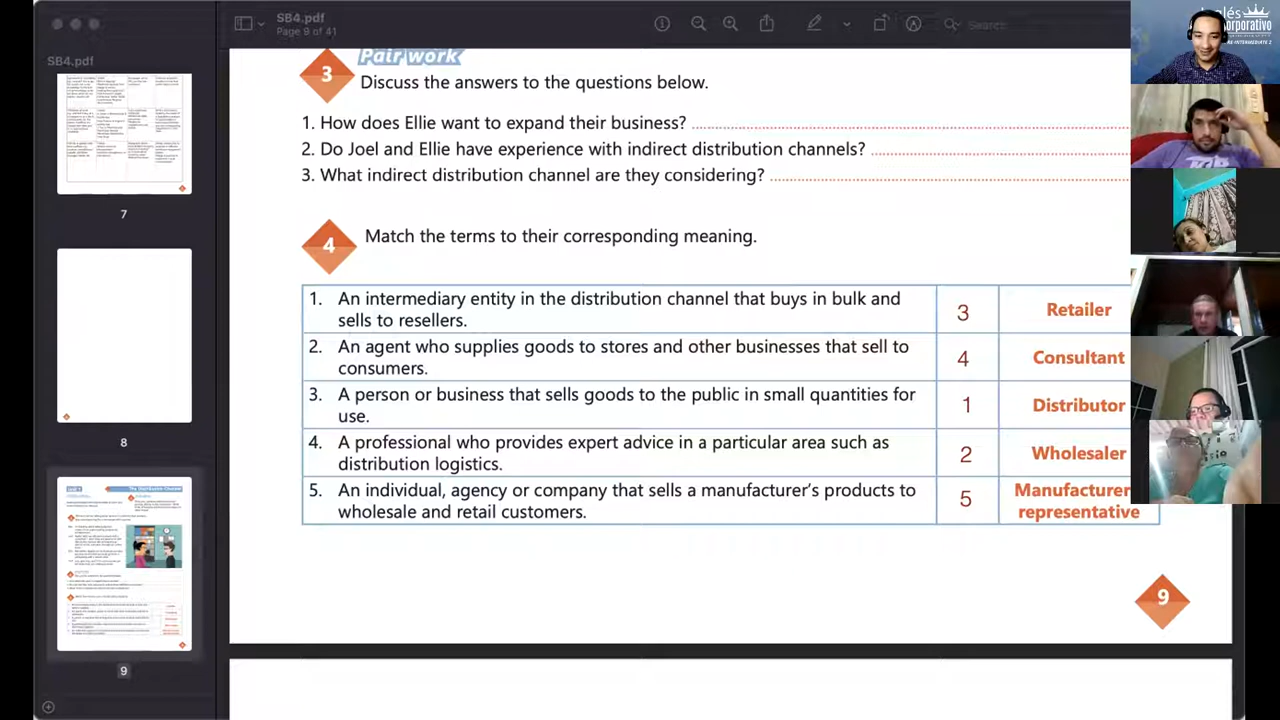 SB4.pdf
Page 9 of 41
Search
SB4.pdf
7
8
9
Pair work
3 Discuss the answers to the questions below.
1. How does Ellie want to expand their business?
2. Do Joe and Ellie have experience with indirect distribution channels?
3. What indirect distribution channel are they considering?
4 Match the terms to their corresponding meaning.
1. An intermediary entity in the distribution channel that buys in bulk and
sells to resellers.
3 Retailer
2. An agent who supplies goods to stores and other businesses that sell to
consumers.
4 Consultant
3. A person or business that sells goods to the public in small quantities for
use.
1 Distributor
4. A professional who provides expert advice in a particular area such as
distribution logistics.
2 Wholesaler
5. An individual, agency or company that sells a manufacturer's products to
wholesale and retail customers.
5 Manufacturer
representative
9